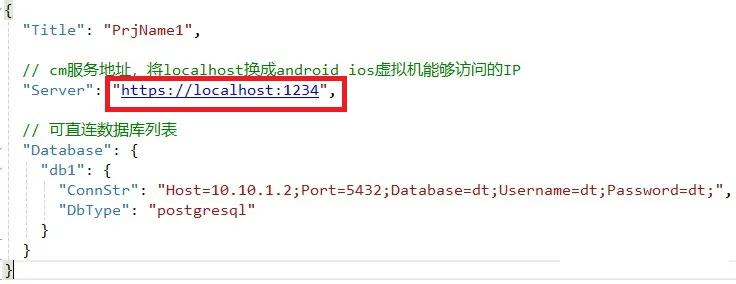 {
"Title": "PrjName1",
// cm服务地址，将localhost换成android ios虚拟机能够访问的IP
"Server": "https://localhost:1234",
// 可直连数据库列表
"Database": {
"db1": {
"ConnStr": "Host=10.10.1.2;Port=5432;Database=dt;Username=dt;Password=dt;",
"DbType": "postgresql"
}
}
}